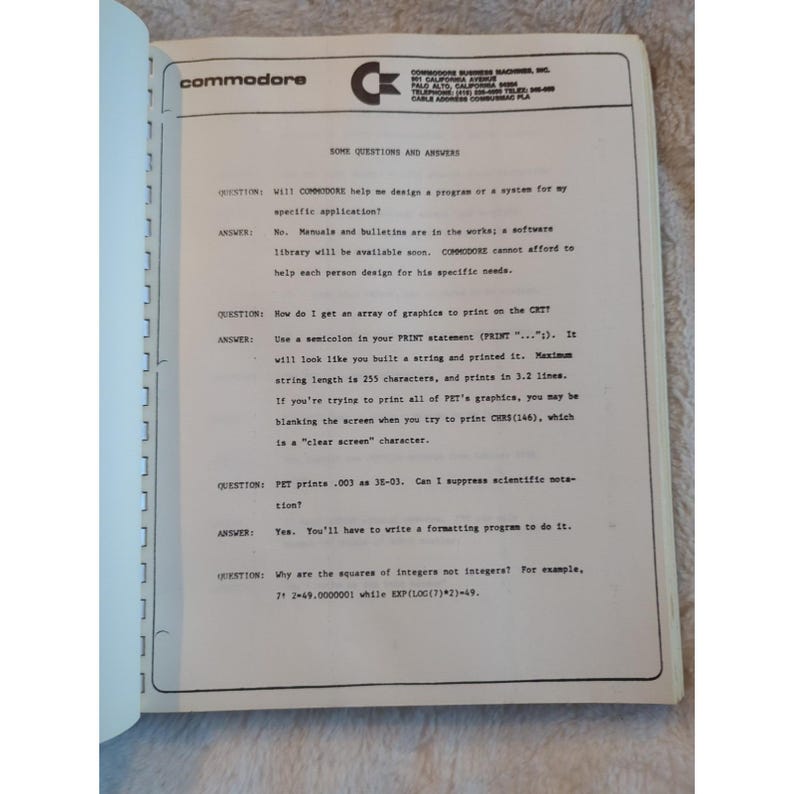 commodore
COMMODORE BUSINESS MACHINES, INC.
901 CALIFORNIA AVENUE
PALO ALTO, CALIFORNIA 94304
TELEPHONE: (415) TELEX:
CABLE ADDRESS COMBUSMAC PLA
SOME QUESTIONS AND ANSWERS
QUESTION: Will COMMODORE help me design a program or a system for my
specific application?
ANSWER: No. Manuals and bulletins are in the works; a software
library will be available soon. COMMODORE cannot afford to
help each person design for his specific needs.
QUESTION: How do I get an array of graphics to print on the CRT?
ANSWER: Use a semicolon in your PRINT statement (PRINT "...";). It
will look like you built a string and printed it. Maximum
string length is 255 characters, and prints in 3.2 lines.
If you're trying to print all of PET's graphics, you may be
blanking the screen when you try to print CHR$(146), which
is a "clear screen" character.
QUESTION: PET prints .003 as 3E-03. Can I suppress scientific nota-
tion?
ANSWER: Yes. You'll have to write a formatting program to do it.
QUESTION: Why are the squares of integers not integers? For example,
7↑ 2=49.0000001 while EXP(LOG(7)*2)=49.